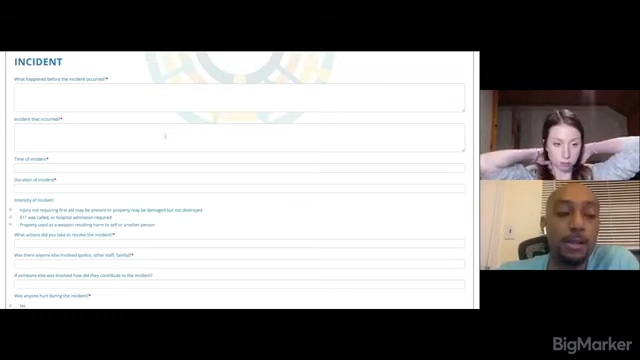 INCIDENT
What happened before the incident occurred?*
Incident that occurred?*
Time of incident*
Duration of incident*
Intensity of Incident
Injury not requiring first aid may be present or property may be damaged but not destroyed
911 was called, or hospital admission required
Property used as a weapon resulting harm to self or another person
What actions did you take to resolve the incident?*
Was there anyone else involved (police, other staff, family)?*
If someone else was involved how did they contribute to the incident?
Was anyone hurt during the incident?*
No
BigMarker